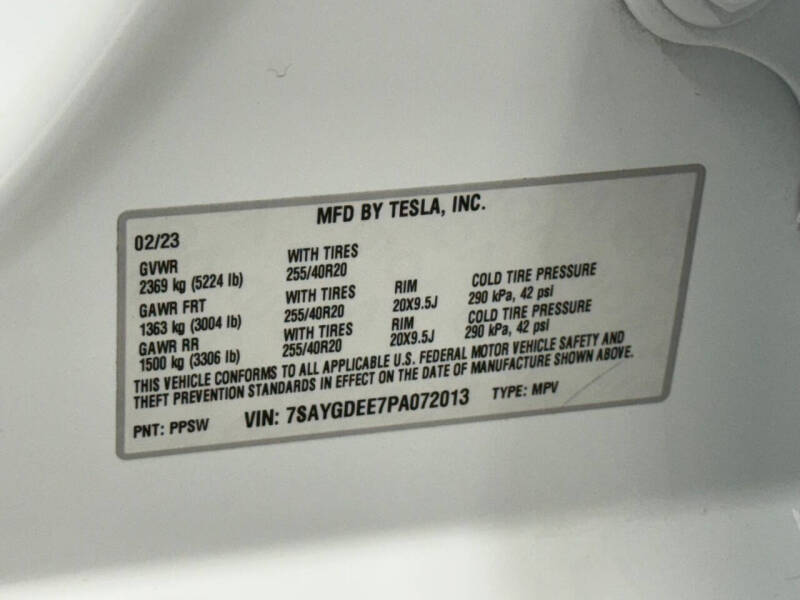 MFD BY TESLA, INC.
02/23
GVWR WITH TIRES
2369 kg (5224 lb) 255/40R20
GAWR FRT WITH TIRES RIM COLD TIRE PRESSURE
1363 kg (3004 lb) 255/40R20 20X9.5J 290 kPa, 42 psi
GAWR RR WITH TIRES RIM COLD TIRE PRESSURE
1500 kg (3306 lb) 255/40R20 20X9.5J 290 kPa, 42 psi
THIS VEHICLE CONFORMS TO ALL APPLICABLE U.S. FEDERAL MOTOR VEHICLE SAFETY AND
THEFT PREVENTION STANDARDS IN EFFECT ON THE DATE OF MANUFACTURE SHOWN ABOVE.
PNT: PPSW VIN: 7SAYGDEE7PA072013 TYPE: MPV